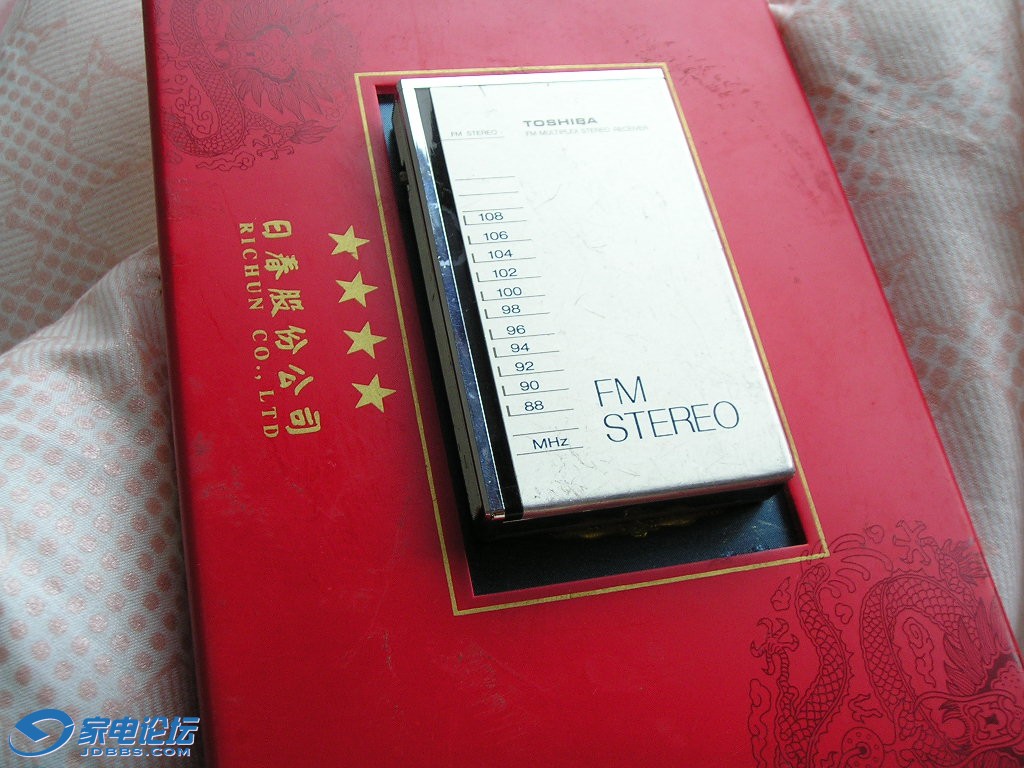 TOSHIBA
FM STEREO
FM MULTIPLEX STEREO RECEIVER
108
106
104
102
100
98
96
94
92
90
88
MHz
FM
STEREO
日春股份公司
RICHUN CO., LTD
家电论坛
JDBBS.COM